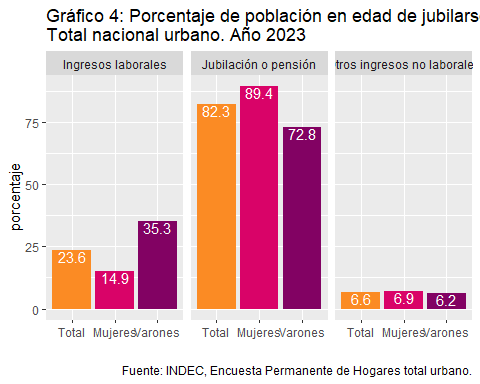 Gráfico 4: Porcentaje de población en edad de jubilars
Total nacional urbano. Año 2023
Ingresos laborales
Jubilación o pensión
tros ingresos no laborale
porcentaje
75
50
25
0
23.6
14.9
35.3
82.3
89.4
72.8
6.6
6.9
6.2
Total Mujeres Varones
Total Mujeres Varones
Total Mujeres Varones
Fuente: INDEC, Encuesta Permanente de Hogares total urbano.